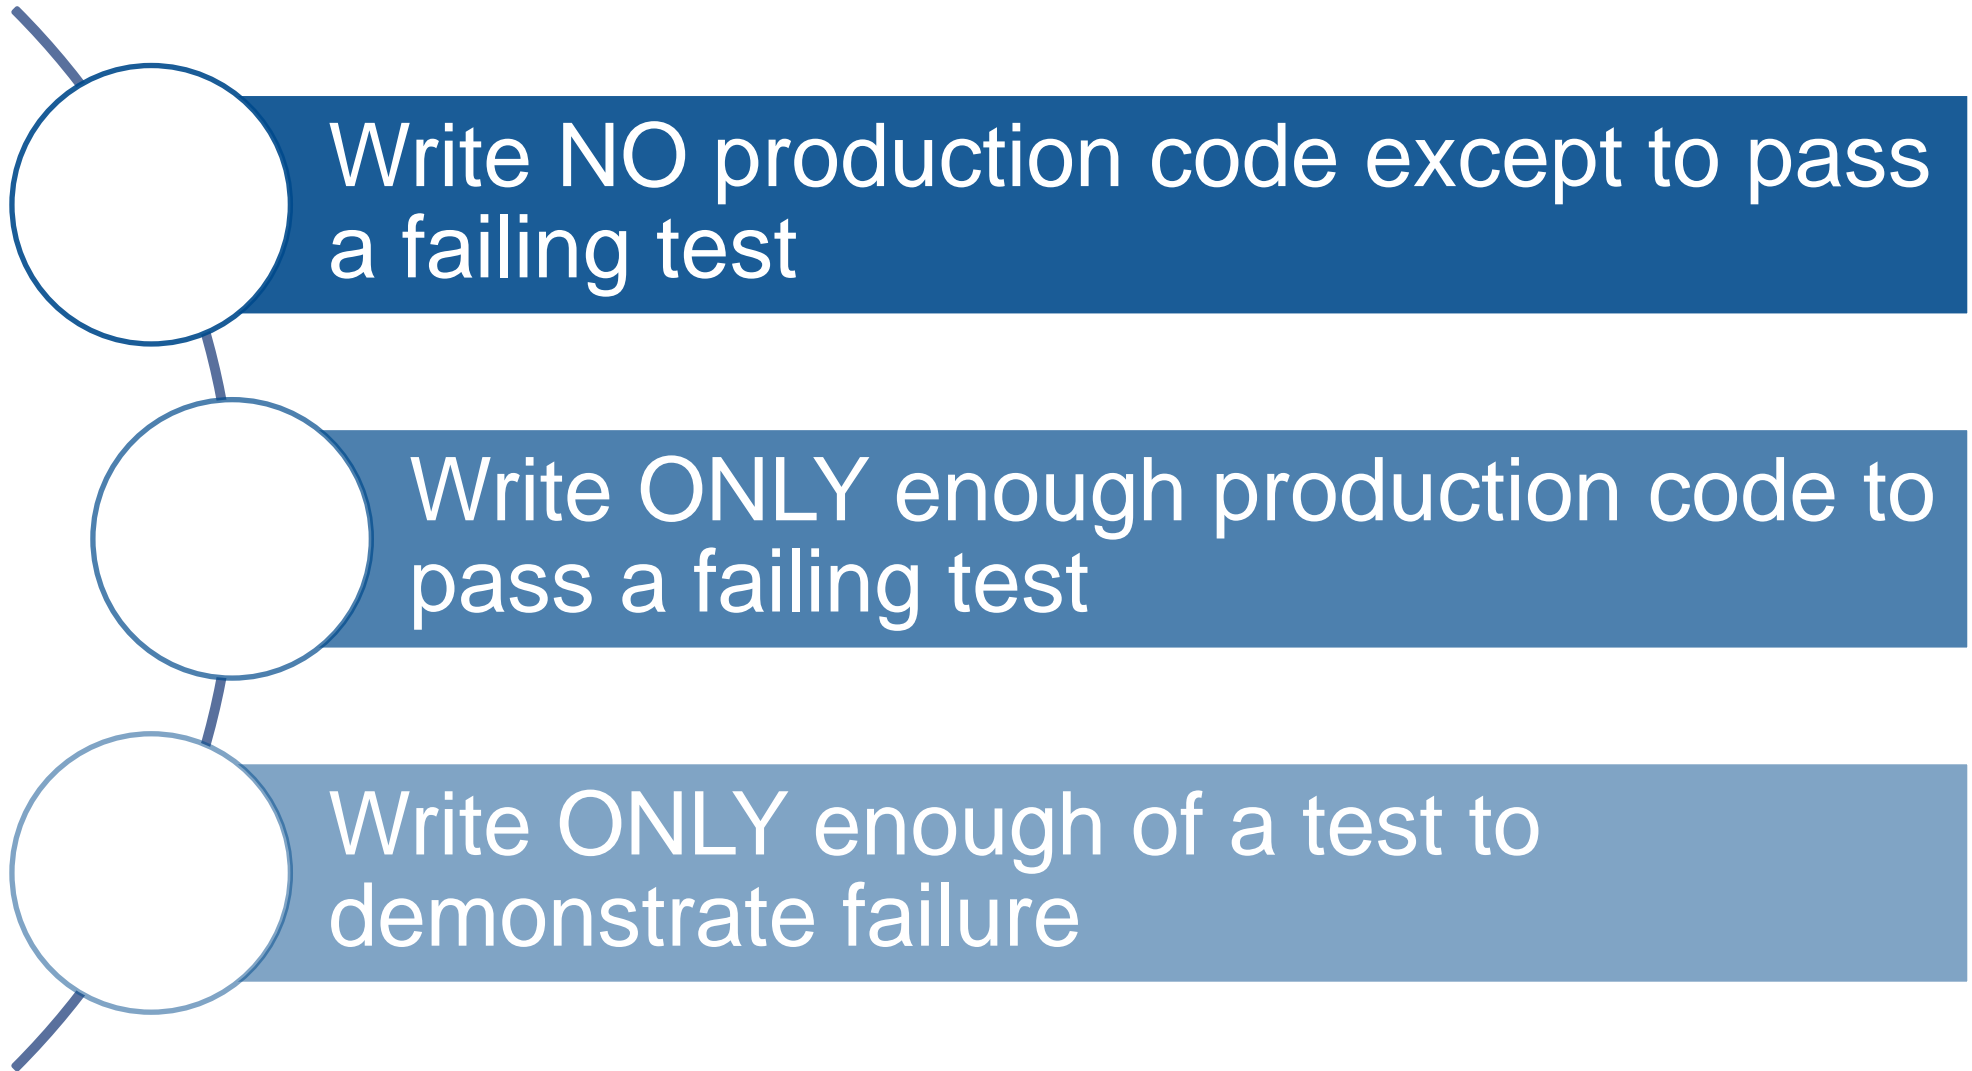 Write NO production code except to pass
a failing test
Write ONLY enough production code to
pass a failing test
Write ONLY enough of a test to
demonstrate failure